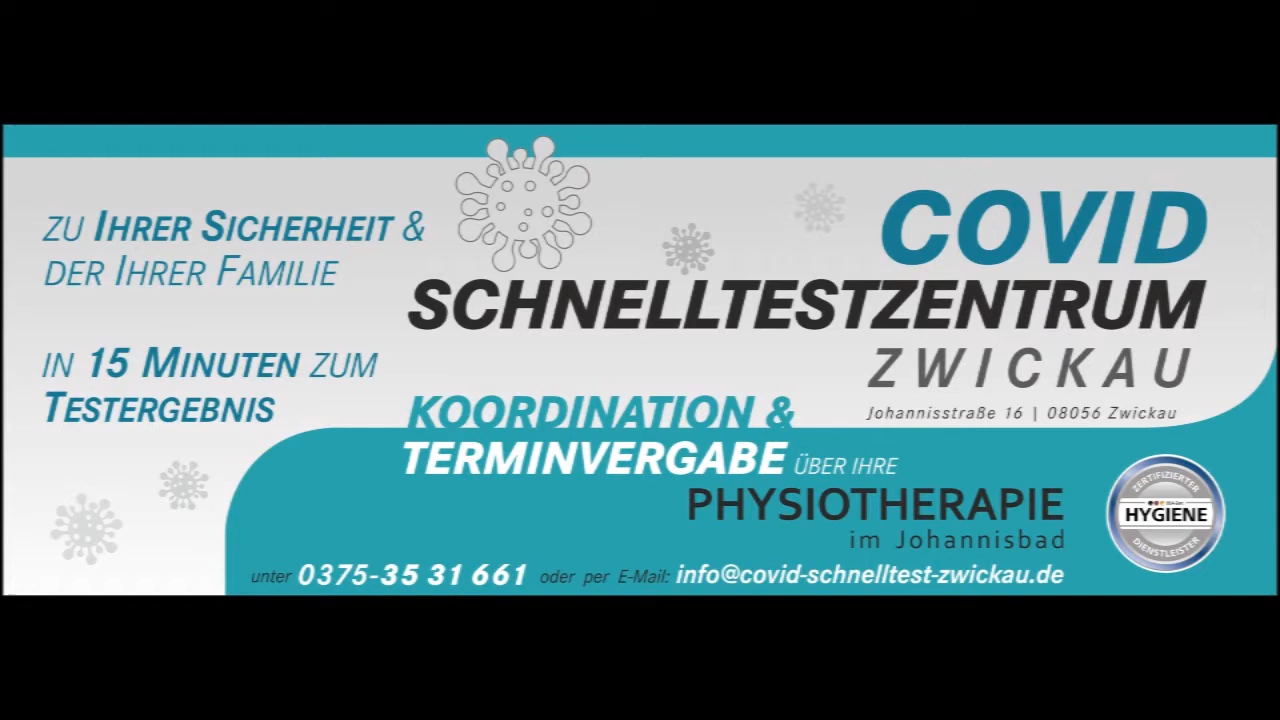 ZU IHRER SICHERHEIT &
DER IHRER FAMILIE
IN 15 MINUTEN ZUM
TESTERGEBNIS
COVID
SCHNELLTESTZENTRUM
ZWICKAU
Johannisstraße 16 | 08056 Zwickau
KOORDINATION &
TERMINVERGABE ÜBER IHRE
PHYSIOTHERAPIE
im Johannisbad
unter 0375-35 31 661 oder per E-Mail: info@covid-schnelltest-zwickau.de
ZERTIFIZIERTER
HYGIENE
DIENSTLEISTER